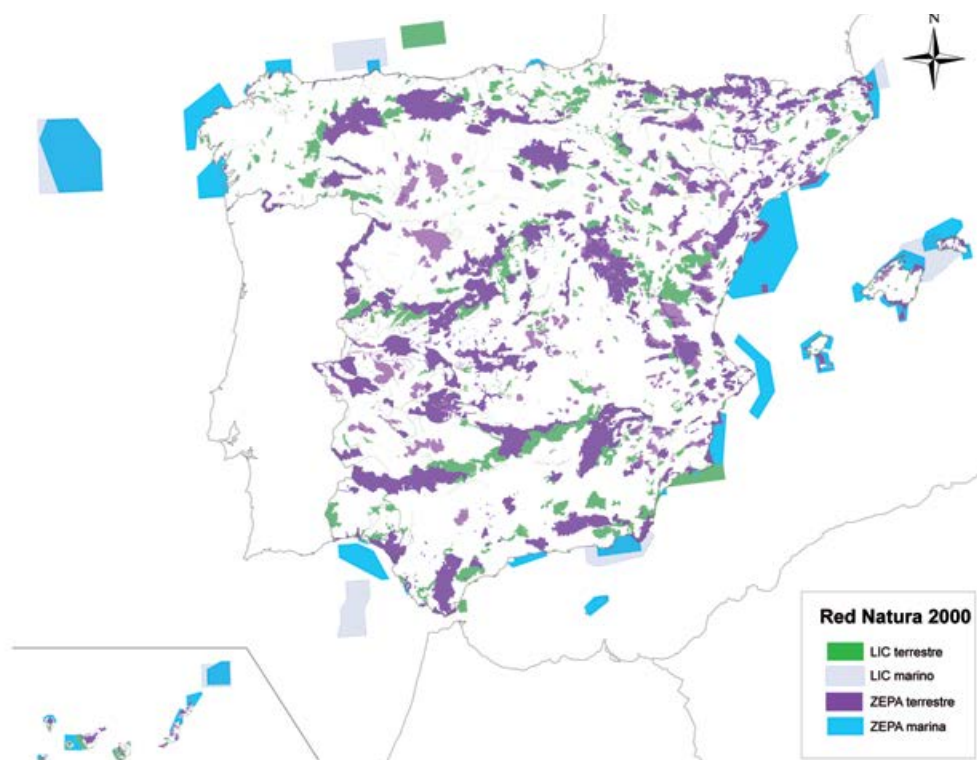 N
Red Natura 2000
LIC terrestre
LIC marino
ZEPA terrestre
ZEPA marina